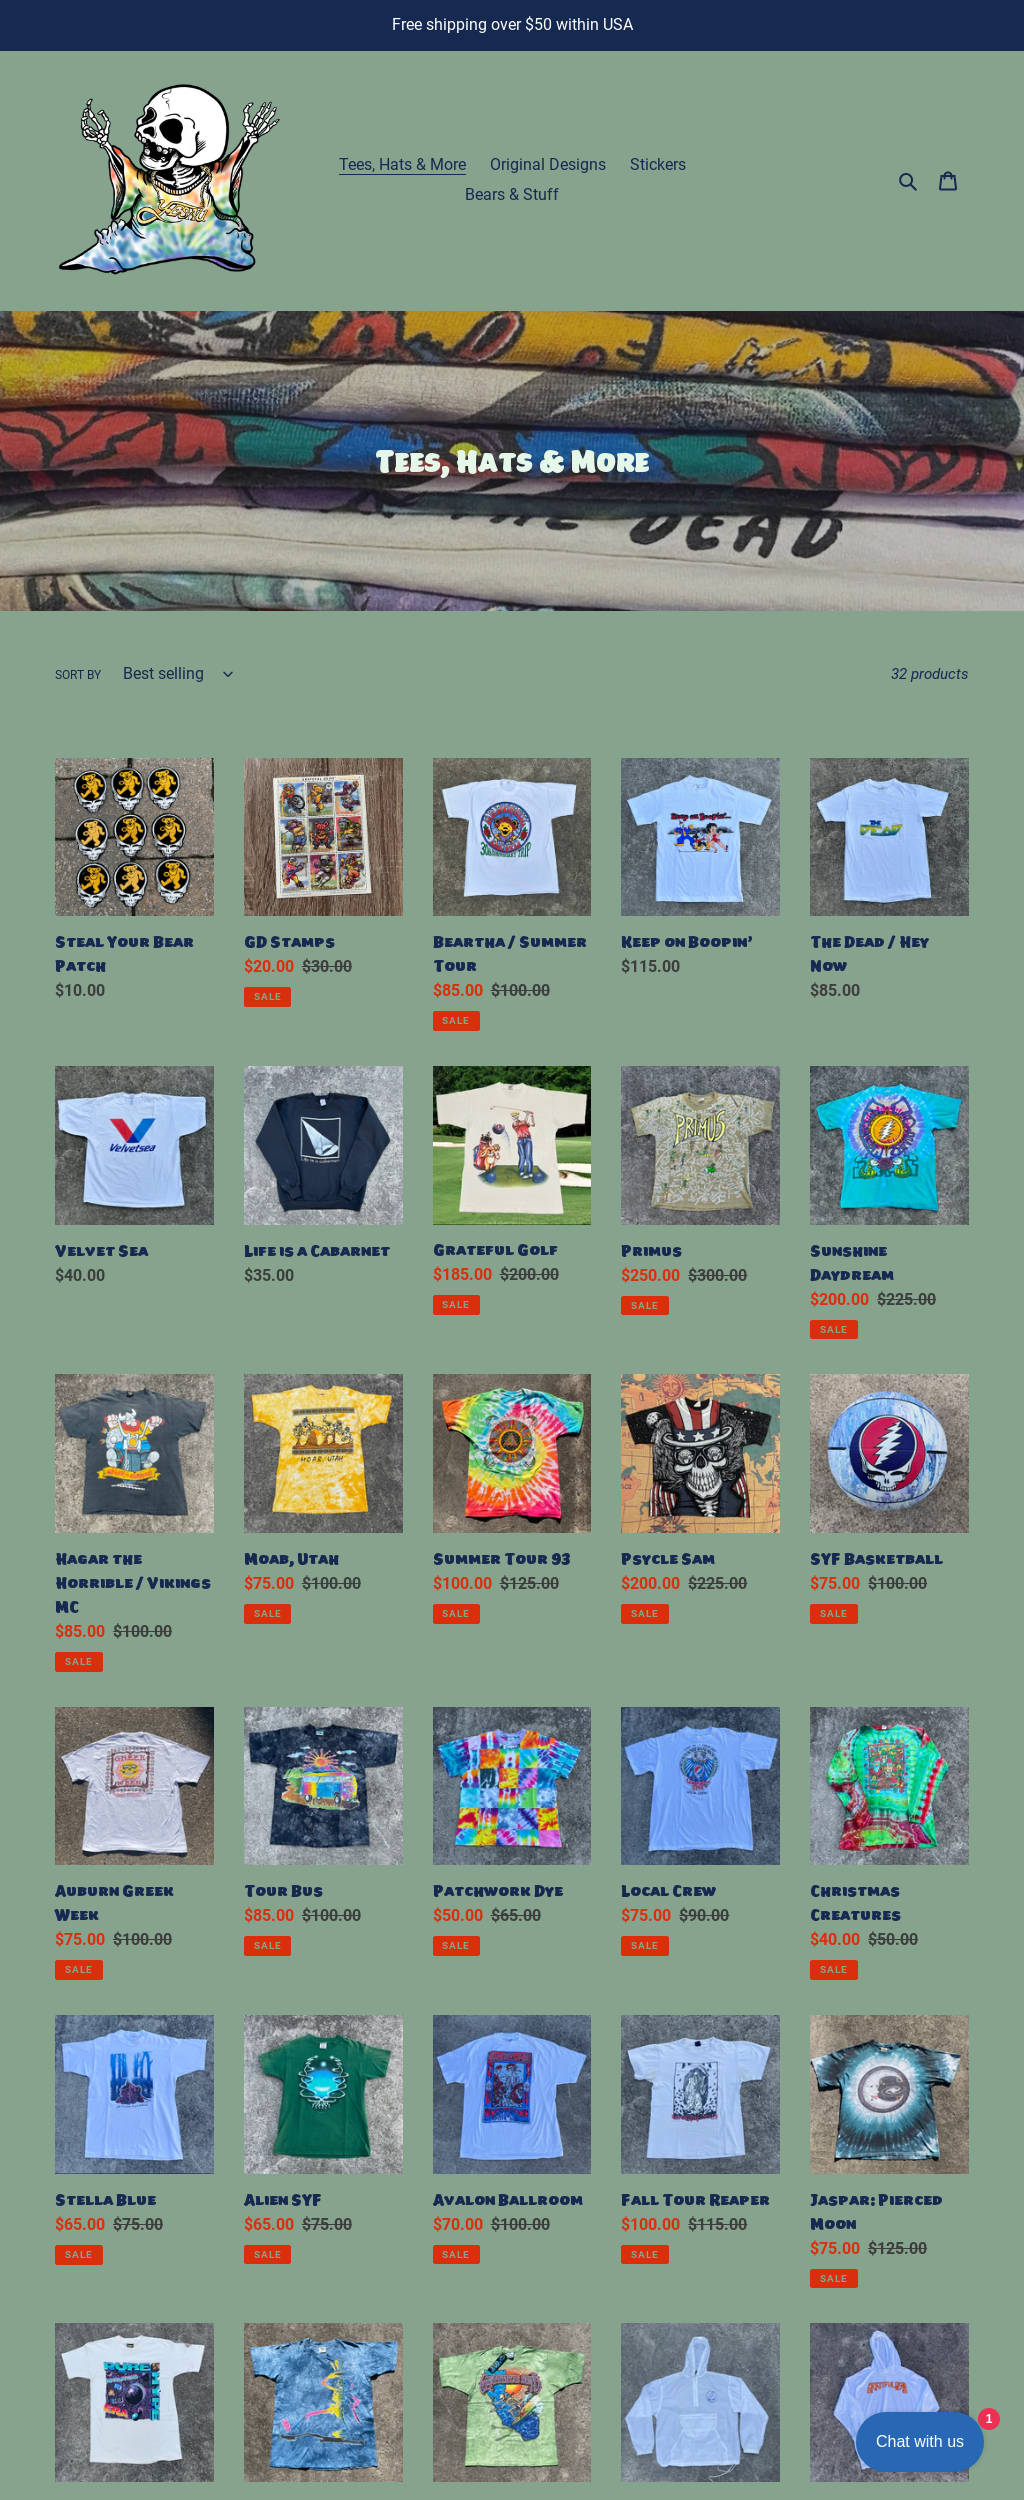 Free shipping over $50 within USA
Tees, Hats & More
Original Designs
Stickers
Bears & Stuff
Tees, Hats & More
THE DEAD
SORT BY
Best selling
32 products
Steal Your Bear
Patch
$10.00
GD Stamps
$20.00 $30.00
SALE
Beartha / Summer
Tour
$85.00 $100.00
SALE
Keep on Boopin'
$115.00
The Dead / Hey
Now
$85.00
Velvetsea
PRIMUS
Velvet Sea
$40.00
Life is a Cabarnet
$35.00
Grateful Golf
$185.00 $200.00
SALE
Primus
$250.00 $300.00
SALE
Sunshine
Daydream
$200.00 $225.00
SALE
MOAB, UTAH
Hagar the
Horrible / Vikings
MC
$85.00 $100.00
SALE
Moab, Utah
$75.00 $100.00
SALE
Summer Tour 93
$100.00 $125.00
SALE
Psycle Sam
$200.00 $225.00
SALE
SYF Basketball
$75.00 $100.00
SALE
GREEK
WEEK
Auburn Greek
Week
$75.00 $100.00
SALE
Tour Bus
$85.00 $100.00
SALE
Patchwork Dye
$50.00 $65.00
SALE
Local Crew
$75.00 $90.00
SALE
Christmas
Creatures
$40.00 $50.00
SALE
Stella Blue
$65.00 $75.00
SALE
Alien SYF
$65.00 $75.00
SALE
Avalon Ballroom
$70.00 $100.00
SALE
Fall Tour Reaper
$100.00 $115.00
SALE
Jaspar: Pierced
Moon
$75.00 $125.00
SALE
Chat with us
1